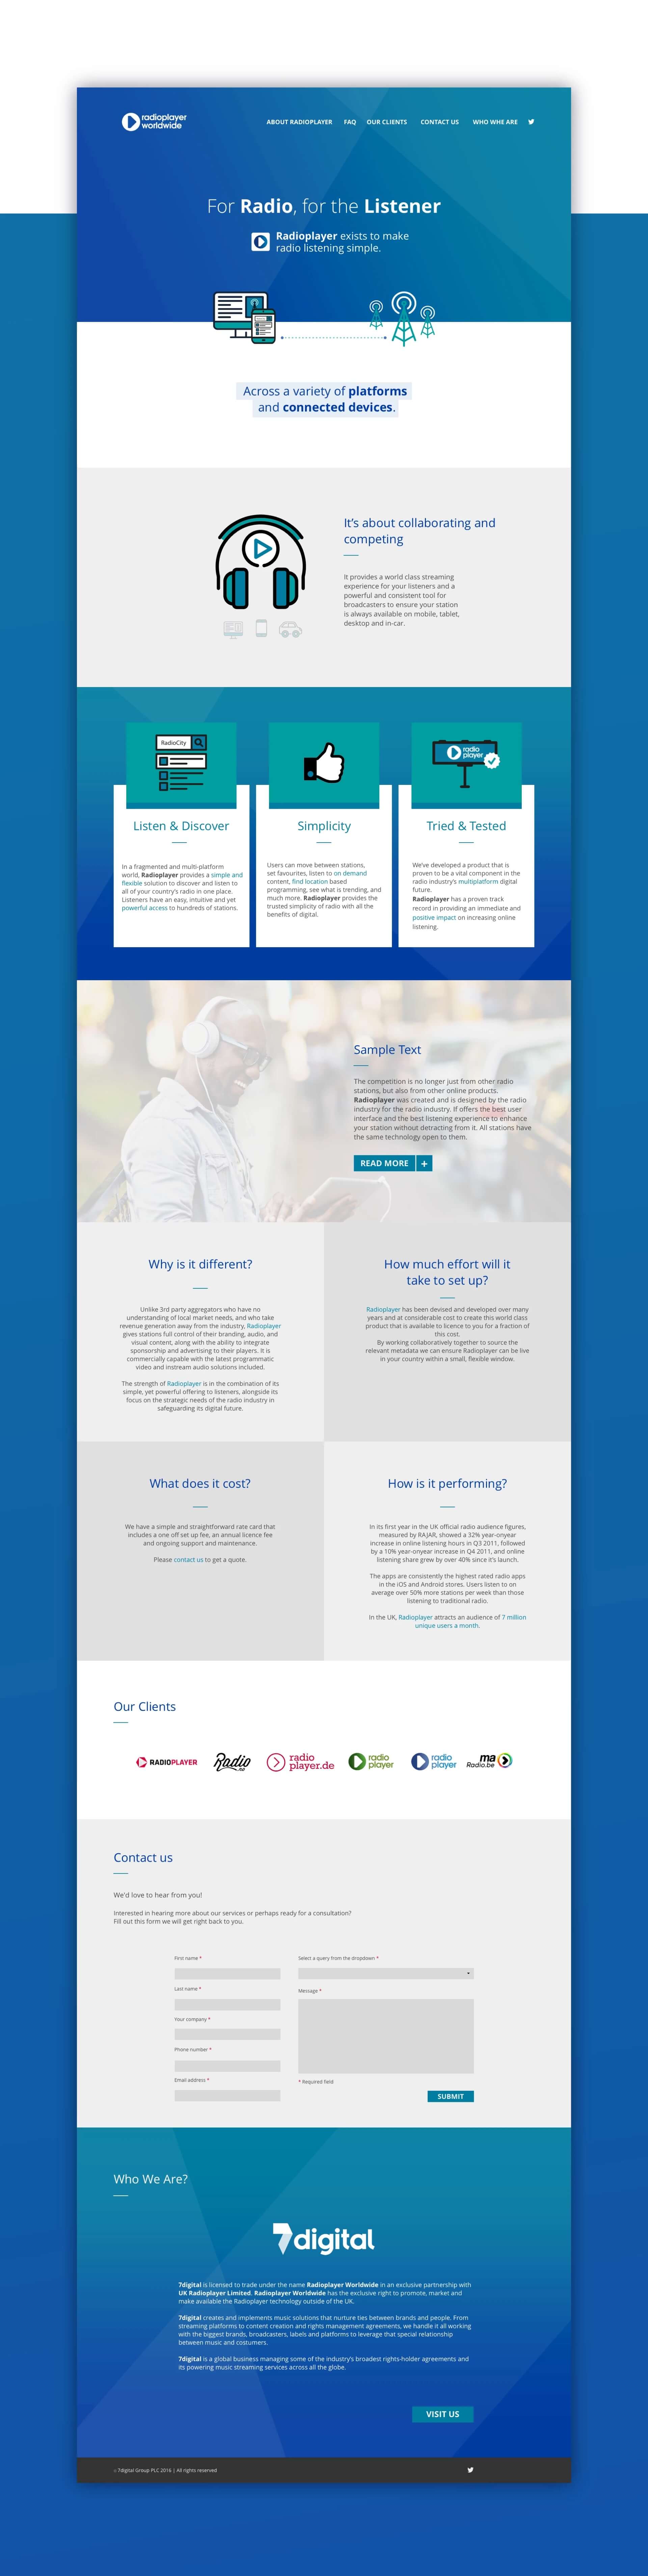 radioplayer
worldwide
ABOUT RADIOPLAYER FAQ OUR CLIENTS CONTACT US WHO WHE ARE
For Radio, for the Listener
Radioplayer exists to make
radio listening simple.
Across a variety of platforms
and connected devices.
It's about collaborating and
competing
It provides a world class streaming
experience for your listeners and a
powerful and consistent tool for
broadcasters to ensure your station
is always available on mobile, tablet,
desktop and in-car.
RadioCity
Listen & Discover
In a fragmented and multi-platform
world, Radioplayer provides a simple and
flexible solution to discover and listen to
all of your country's radio in one place.
Listeners have an easy, intuitive and yet
powerful access to hundreds of stations.
Simplicity
Users can move between stations,
set favourites, listen to on demand
content, find location based
programming, see what is trending, and
much more. Radioplayer provides the
trusted simplicity of radio with all the
benefits of digital.
radio
player
Tried & Tested
We've developed a product that is
proven to be a vital component in the
radio industry's multiplatform digital
future.
Radioplayer has a proven track
record in providing an immediate and
positive impact on increasing online
listening.
Sample Text
The competition is no longer just from other radio
stations, but also from other online products.
Radioplayer was created and is designed by the radio
industry for the radio industry. If offers the best user
interface and the best listening experience to enhance
your station without detracting from it. All stations have
the same technology open to them.
READ MORE +
Why is it different?
Unlike 3rd party aggregators who have no
understanding of local market needs, and who take
revenue generation away from the industry, Radioplayer
gives stations full control of their branding, audio, and
visual content, along with the ability to integrate
sponsorship and advertising to their players. It is
commercially capable with the latest programmatic
video and instream audio solutions included.
The strength of Radioplayer is in the combination of its
simple, yet powerful offering to listeners, alongside its
focus on the strategic needs of the radio industry in
safeguarding its digital future.
How much effort will it
take to set up?
Radioplayer has been devised and developed over many
years and at considerable cost to create this world class
product that is available to licence to you for a fraction of
this cost.
By working collaboratively together to source the
relevant metadata we can ensure Radioplayer can be live
in your country within a small, flexible window.
What does it cost?
We have a simple and straightforward rate card that
includes a one off set up fee, an annual licence fee
and ongoing support and maintenance.
Please contact us to get a quote.
How is it performing?
In its first year in the UK official radio audience figures,
measured by RAJAR, showed a 32% year-onyear
increase in online listening hours in Q3 2011, followed
by a 10% year-onyear increase in Q4 2011, and online
listening share grew by over 40% since it's launch.
The apps are consistently the highest rated radio apps
in the iOS and Android stores. Users listen to on
average over 50% more stations per week than those
listening to traditional radio.
In the UK, Radioplayer attracts an audience of 7 million
unique users a month.
Our Clients
RADIOPLAYER
Radio
.no
radio
player.de
radio
player
radio
player
ma
Radio.be
Contact us
We'd love to hear from you!
Interested in hearing more about our services or perhaps ready for a consultation?
Fill out this form we will get right back to you.
First name *
Last name *
Your company *
Phone number *
Email address *
Select a query from the dropdown *
Message *
* Required field
SUBMIT
Who We Are?
7digital
7digital is licensed to trade under the name Radioplayer Worldwide in an exclusive partnership with
UK Radioplayer Limited. Radioplayer Worldwide has the exclusive right to promote, market and
make available the Radioplayer technology outside of the UK.
7digital creates and implements music solutions that nurture ties between brands and people. From
streaming platforms to content creation and rights management agreements, we handle it all working
with the biggest brands, broadcasters, labels and platforms to leverage that special relationship
between music and costumers.
7digital is a global business managing some of the industry's broadest rights-holder agreements and
its powering music streaming services across all the globe.
VISIT US
7digital Group PLC 2016 | All rights reserved